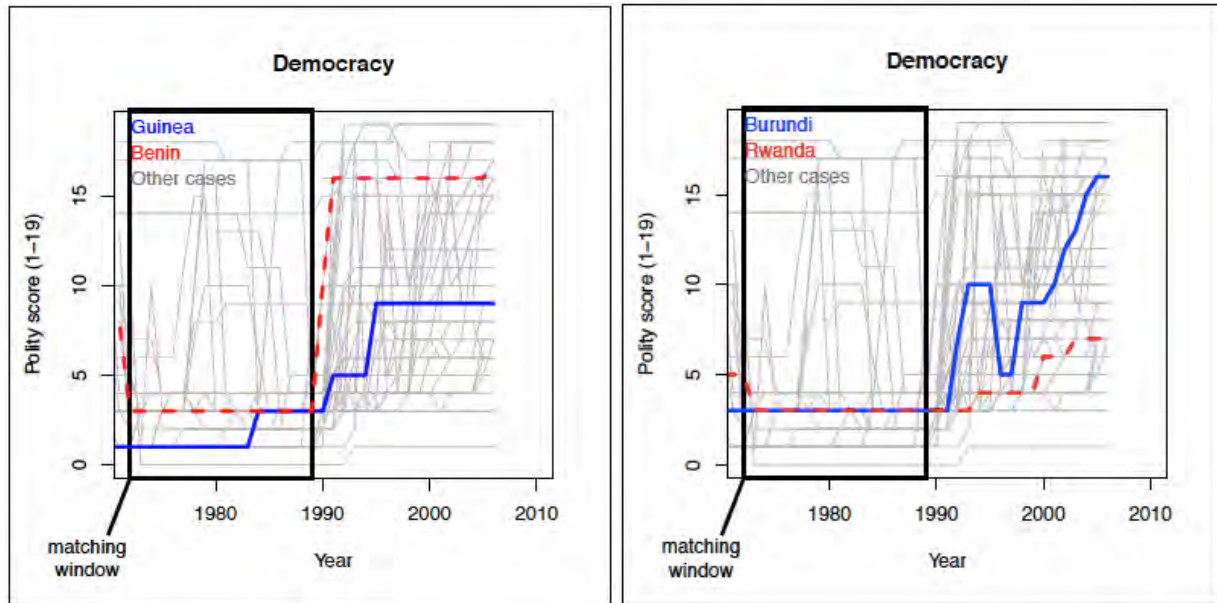 Democracy
Guinea
Benin
Other cases
Polity score (1–19)
15
10
5
0
1980
1990
2000
2010
matching
window
Year
Democracy
Burundi
Rwanda
Other cases
Polity score (1–19)
15
10
5
0
1980
1990
2000
2010
matching
window
Year